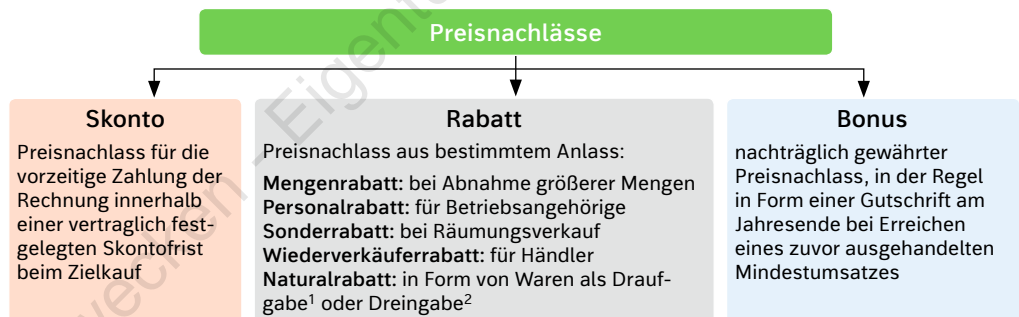 Preisnachlässe
Skonto
Preisnachlass für die
vorzeitige Zahlung der
Rechnung innerhalb
einer vertraglich fest-
gelegten Skontofrist
beim Zielkauf
Rabatt
Preisnachlass aus bestimmtem Anlass:
Mengenrabatt: bei Abnahme größerer Mengen
Personalrabatt: für Betriebsangehörige
Sonderrabatt: bei Räumungsverkauf
Wiederverkäuferrabatt: für Händler
Naturalrabatt: in Form von Waren als Drauf-
gabe¹ oder Dreingabe²
Bonus
nachträglich gewährter
Preisnachlass, in der Regel
in Form einer Gutschrift am
Jahresende bei Erreichen
eines zuvor ausgehandelten
Mindestumsatzes